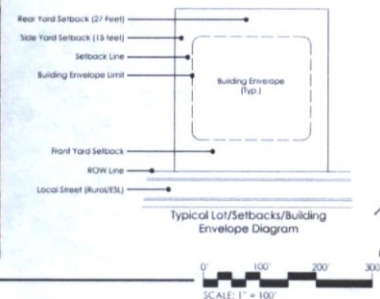 Rear Yard Setback (27 Feet)
Side Yard Setback (15 feet)
Setback Line
Building Envelope Limit
Building Envelope
(Typ.)
Front Yard Setback
ROW Line
Local Street (Rural/ESL)
Typical Lot/Setbacks/Building
Envelope Diagram
0' 100' 200' 300'
SCALE: 1" = 100'